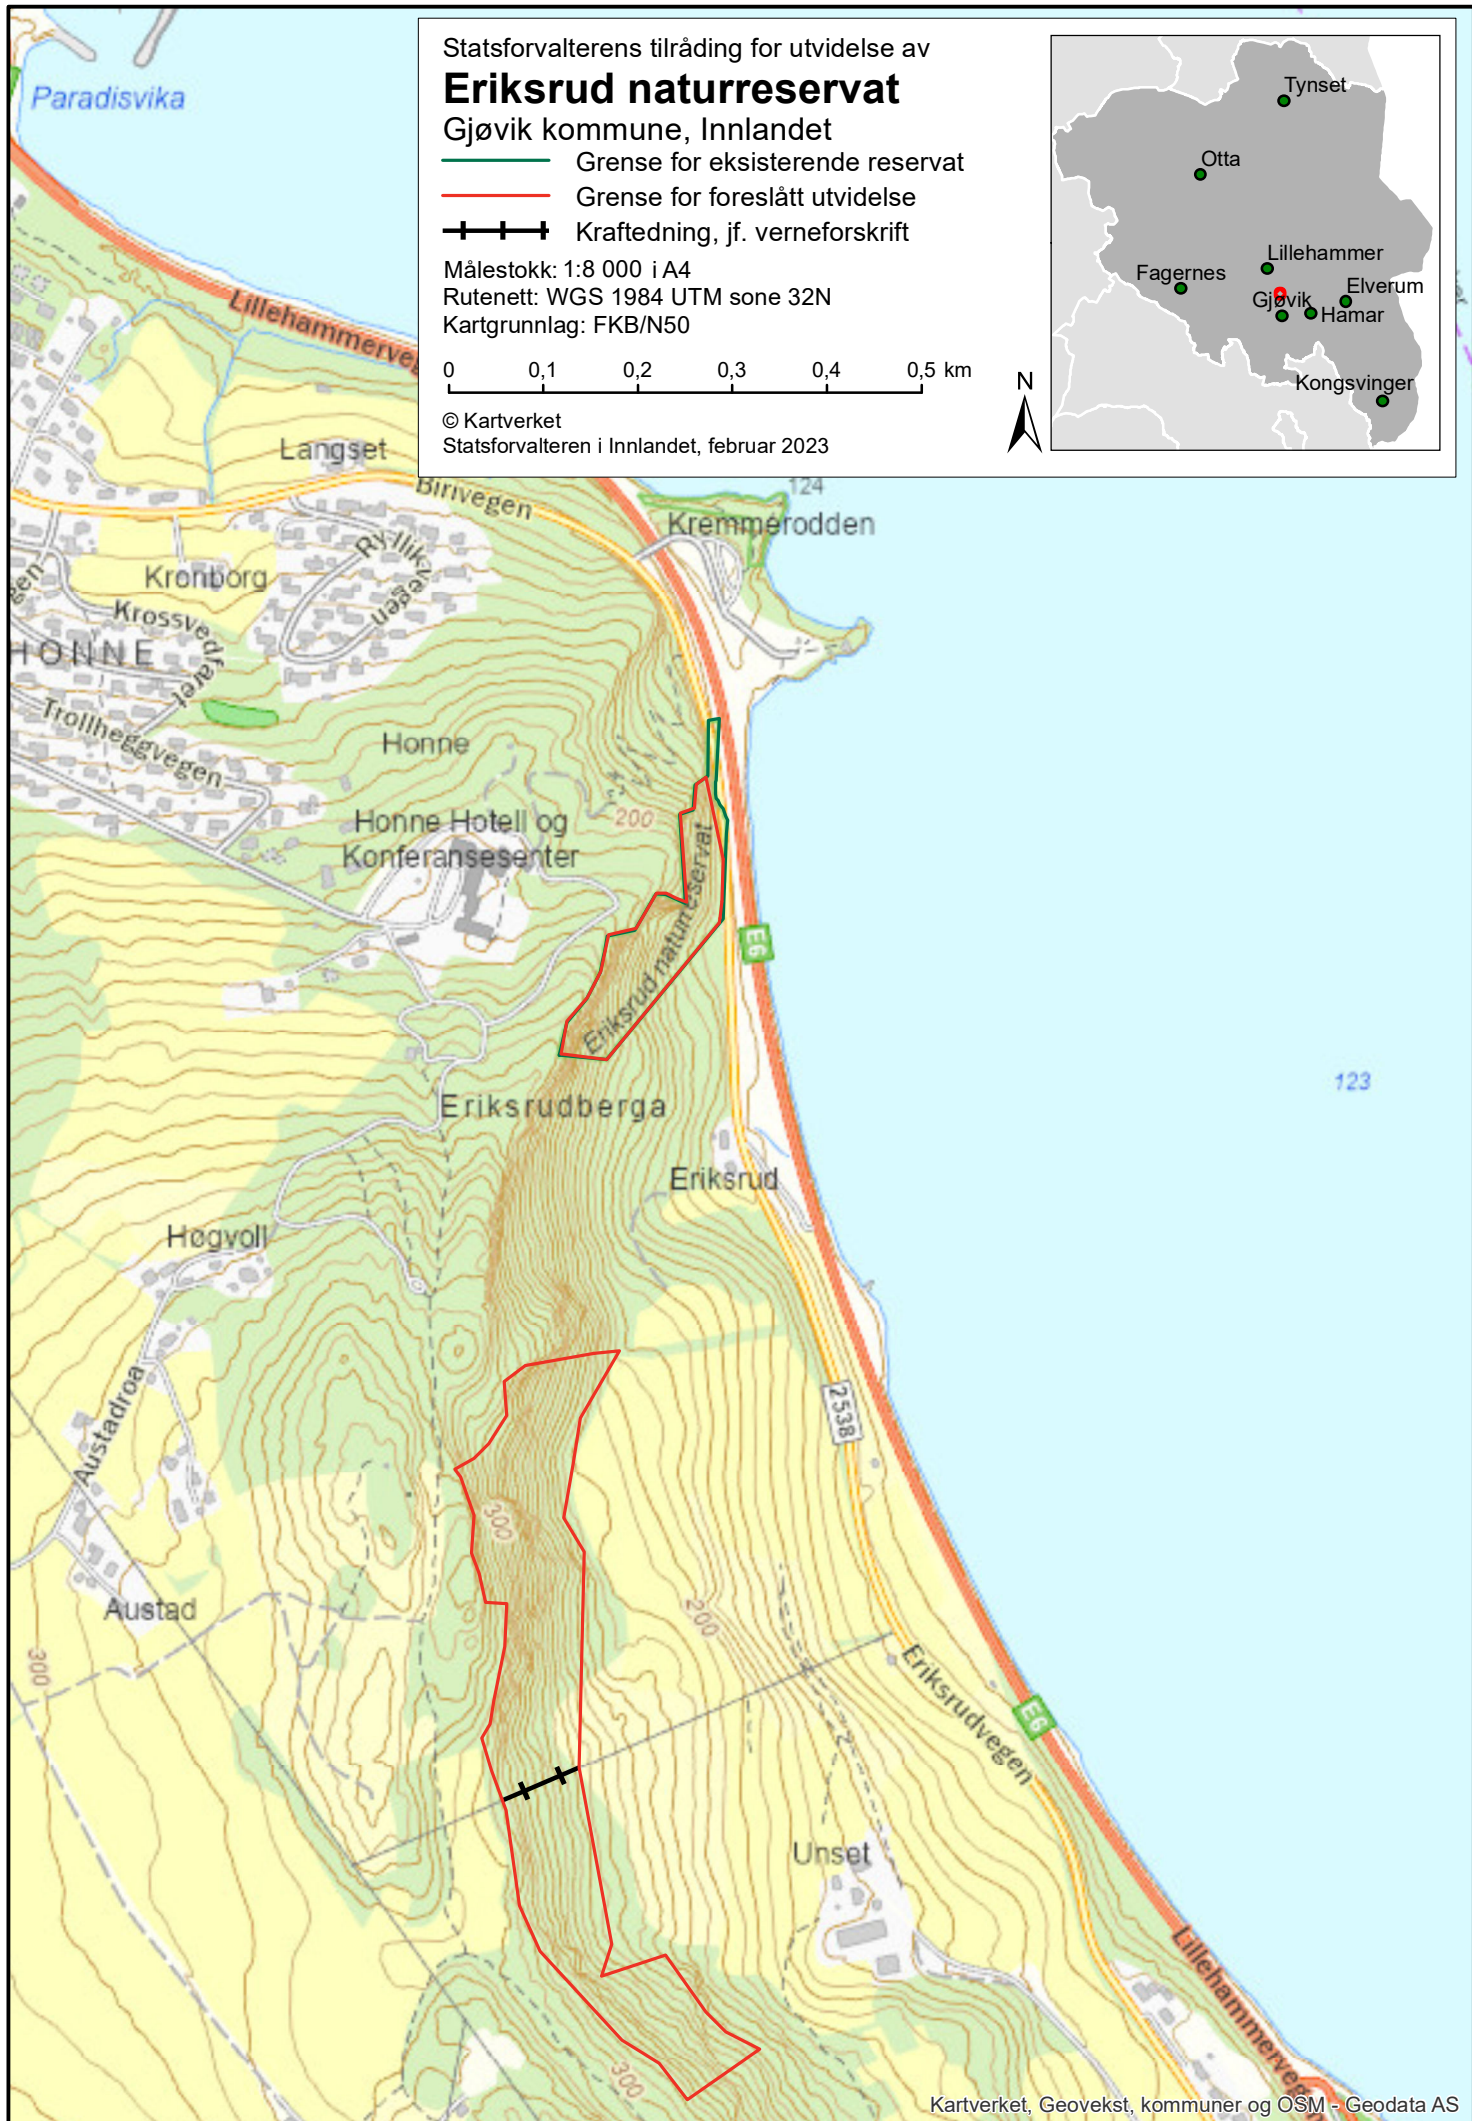 Statsforvalterens tilråding for utvidelse av
Eriksrud naturreservat
Gjøvik kommune, Innlandet
Grense for eksisterende reservat
Grense for foreslått utvidelse
Kraftedning, jf. verneforskrift
Målestokk: 1:8 000 i A4
Rutenett: WGS 1984 UTM sone 32N
Kartgrunnlag: FKB/N50
0 0,1 0,2 0,3 0,4 0,5 km
© Kartverket
Statsforvalteren i Innlandet, februar 2023
N
Tynset
Otta
Lillehammer
Fagernes
Elverum
Gjøvik
Hamar
Kongsvinger
Paradisvika
Lillehammerveg
Langset
Birivegen
124
Kremmerodden
Kronborg
Ryllikvegen
Krossvedfaret
HONNE
Trollheggvegen
Honne
200
Honne Hotell og
Konferansesenter
Eriksrud naturreservat
E6
123
Eriksrudberga
Eriksrud
Høgvoll
Austadroa
2538
300
Austad
200
300
Eriksrudvegen
E6
Unset
Lillehammervegen
300
Kartverket, Geovekst, kommuner og OSM - Geodata AS